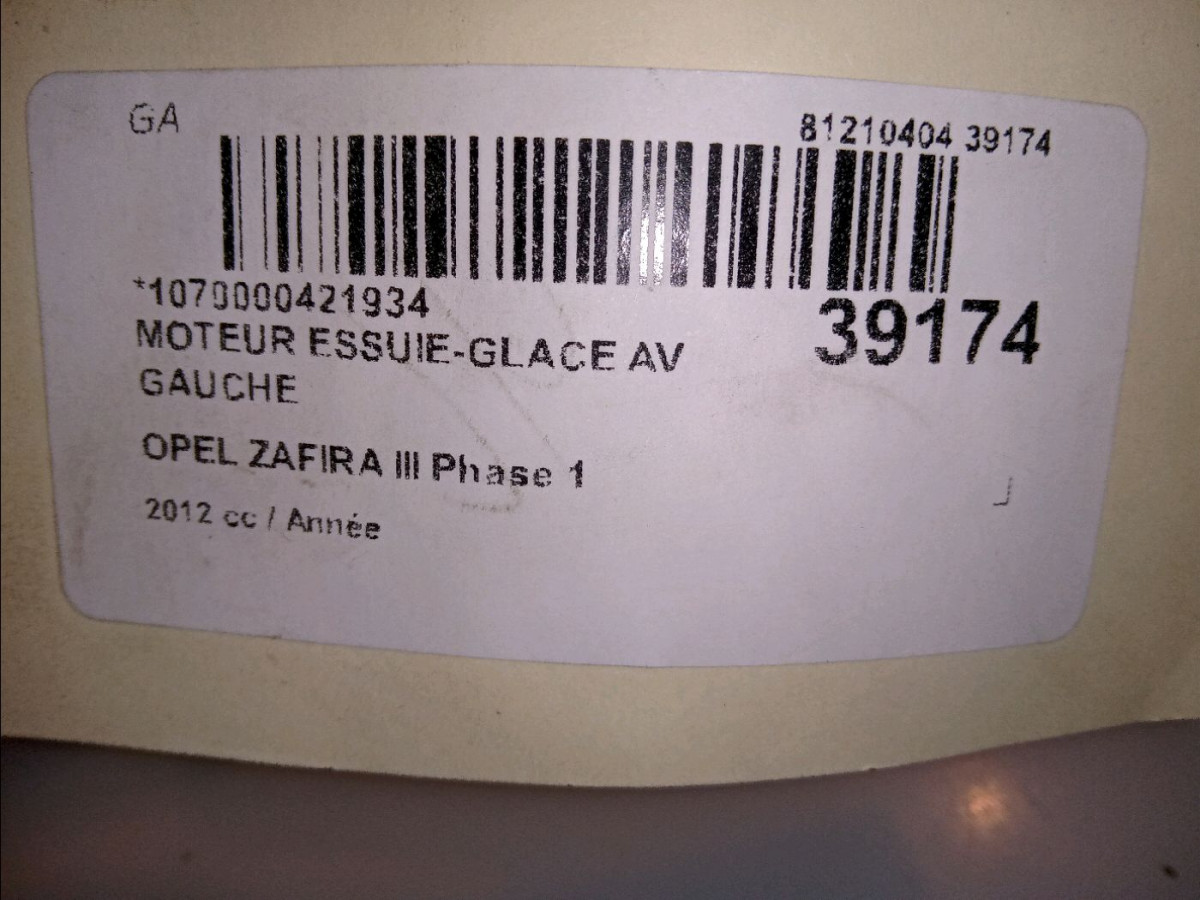 GA
81210404 39174
*1070000421934
39174
MOTEUR ESSUIE-GLACE AV
GAUCHE
OPEL ZAFIRA III Phase 1
2012 cc / Année